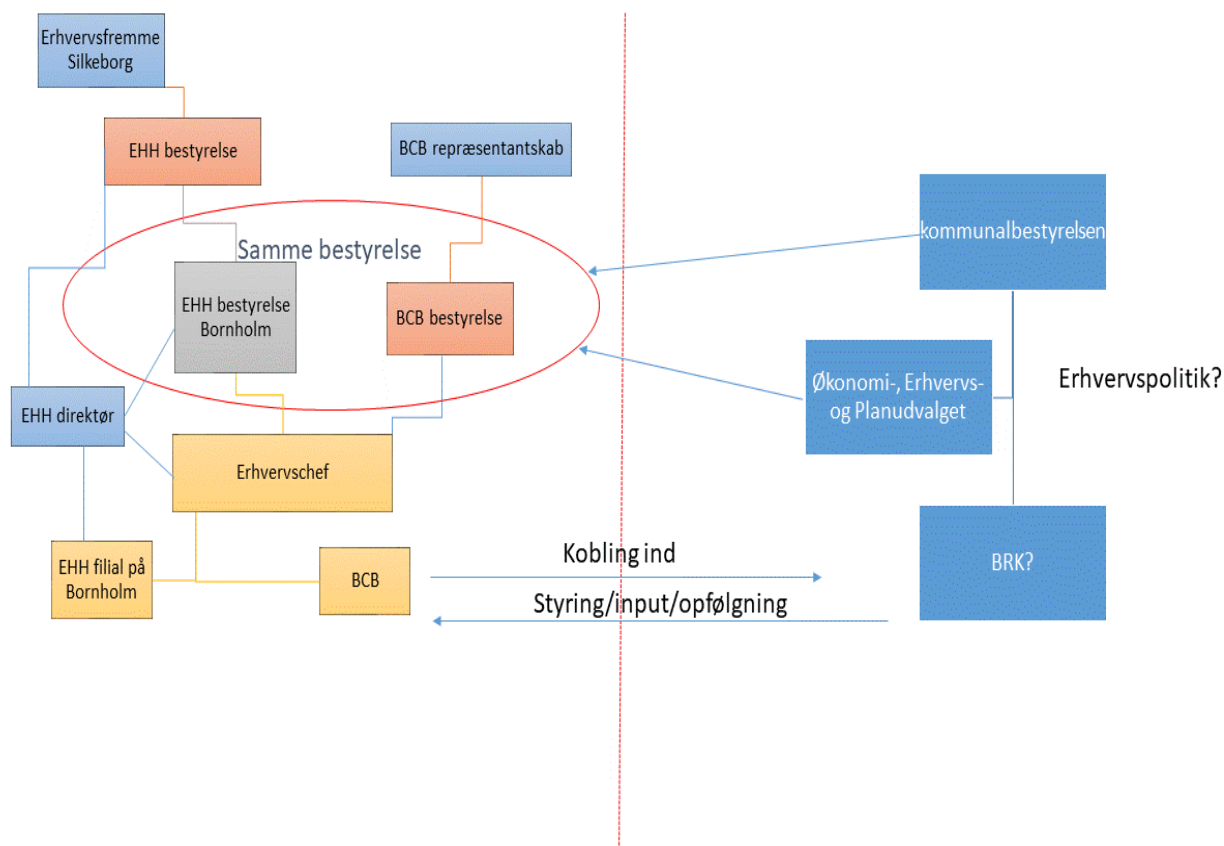 Erhvervsfremme
Silkeborg
EHH bestyrelse
BCB repræsentantskab
Samme bestyrelse
EHH bestyrelse
Bornholm
BCB bestyrelse
EHH direktør
Erhvervschef
EHH filial på
Bornholm
BCB
kommunalbestyrelsen
Økonomi-, Erhvervs-
og Planudvalget
Erhvervspolitik?
BRK?
Kobling ind
Styring/input/opfølgning